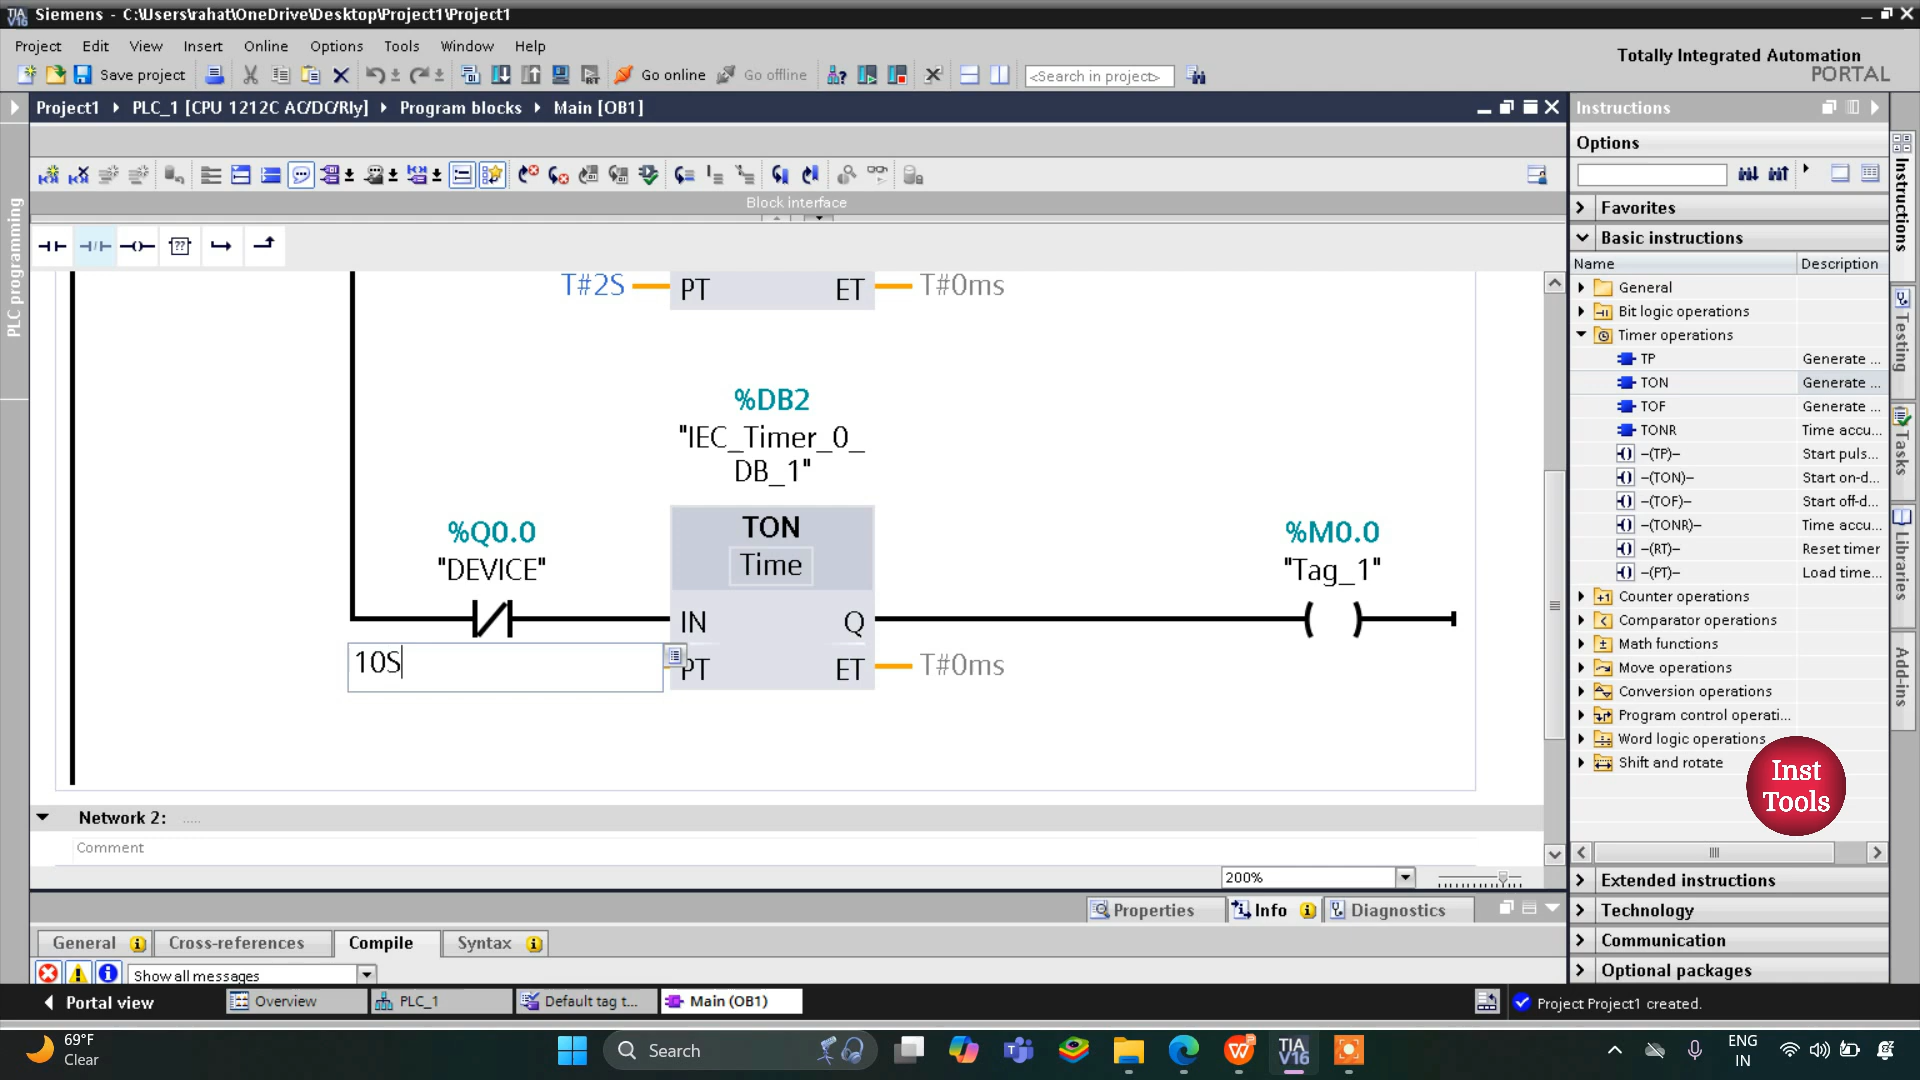 Siemens - C:\Users\rahat\OneDrive\Desktop\Project1\Project1
Project Edit View Insert Online Options Tools Window Help
Totally Integrated Automation
PORTAL
Save project Go online Go offline <Search in project>
Project1 PLC_1 [CPU 1212C AC/DC/Rly] Program blocks Main [OB1]
Instructions
Options
Block interface
Favorites
Basic instructions
Name Description
General
Bit logic operations
Timer operations
TP Generate ...
TON Generate ...
TOF Generate ...
TONR Time accu...
–(TP)– Start puls...
–(TON)– Start on-d...
–(TOF)– Start off-d...
–(TONR)– Time accu...
–(RT)– Reset timer
–(PT)– Load time...
Counter operations
Comparator operations
Math functions
Move operations
Conversion operations
Program control operati...
Word logic operations
Shift and rotate
Inst
Tools
Extended instructions
Technology
Communication
Optional packages
PLC programming
Instructions
Testing
Tasks
Libraries
Add-ins
??
T#2S PT ET T#0ms
%DB2
"IEC_Timer_0_
DB_1"
%Q0.0 TON %M0.0
"DEVICE" Time "Tag_1"
IN Q
10S PT ET T#0ms
Network 2: .....
Comment
200%
Properties Info Diagnostics
General Cross-references Compile Syntax
Show all messages
Portal view Overview PLC_1 Default tag t... Main (OB1) Project Project1 created.
69°F
Clear
Search
TIA
V16
ENG
IN